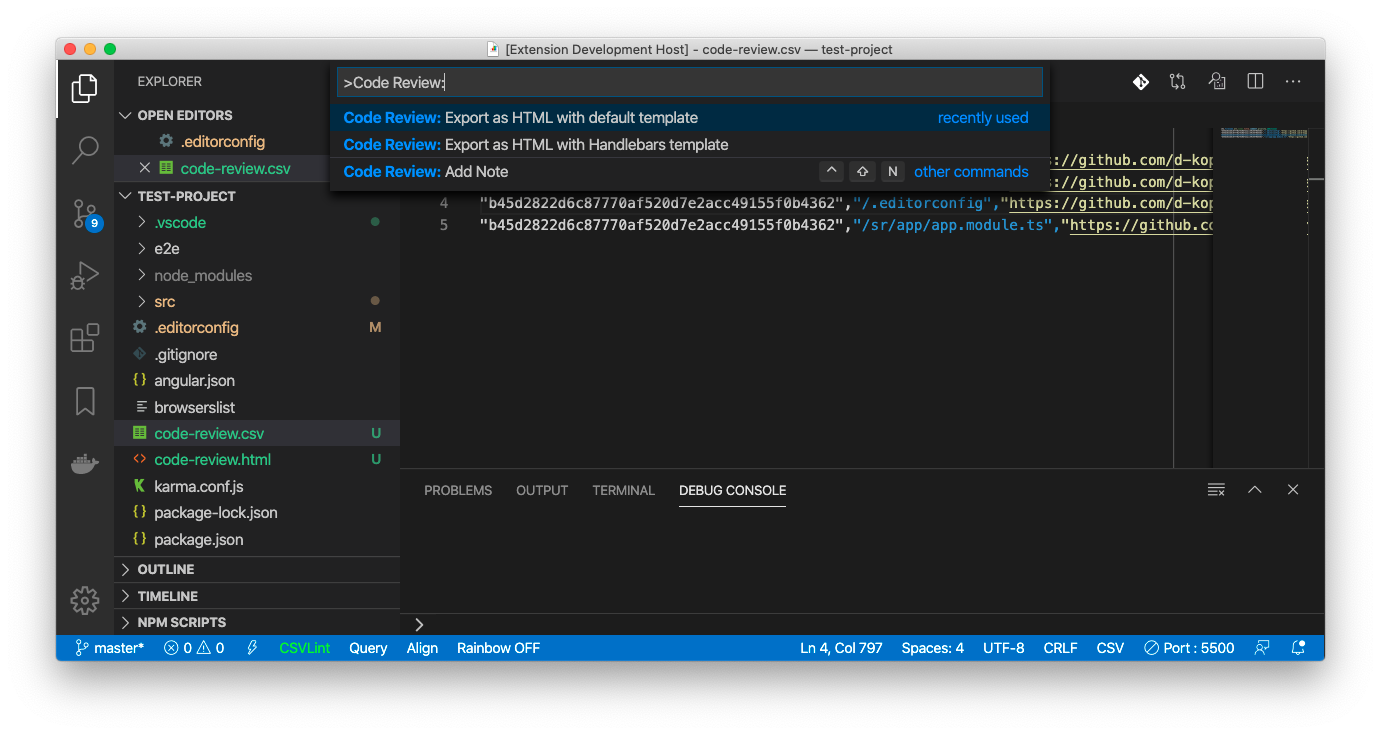 [Extension Development Host] - code-review.csv — test-project
EXPLORER
>Code Review:
OPEN EDITORS
Code Review: Export as HTML with default template recently used
.editorconfig
Code Review: Export as HTML with Handlebars template
code-review.csv
Code Review: Add Note ^ ⇧ N other commands
://github.com/d-kop
://github.com/d-kop
TEST-PROJECT
4 "b45d2822d6c87770af520d7e2acc49155f0b4362","/.editorconfig","https://github.com/d-kop
9
.vscode
5 "b45d2822d6c87770af520d7e2acc49155f0b4362","/sr/app/app.module.ts","https://github.co
e2e
node_modules
src
.editorconfig M
.gitignore
{} angular.json
browserslist
code-review.csv U
<> code-review.html U
karma.conf.js
{} package-lock.json
{} package.json
PROBLEMS OUTPUT TERMINAL DEBUG CONSOLE
OUTLINE
TIMELINE
NPM SCRIPTS
master* 0 0 CSVLint Query Align Rainbow OFF Ln 4, Col 797 Spaces: 4 UTF-8 CRLF CSV Port : 5500